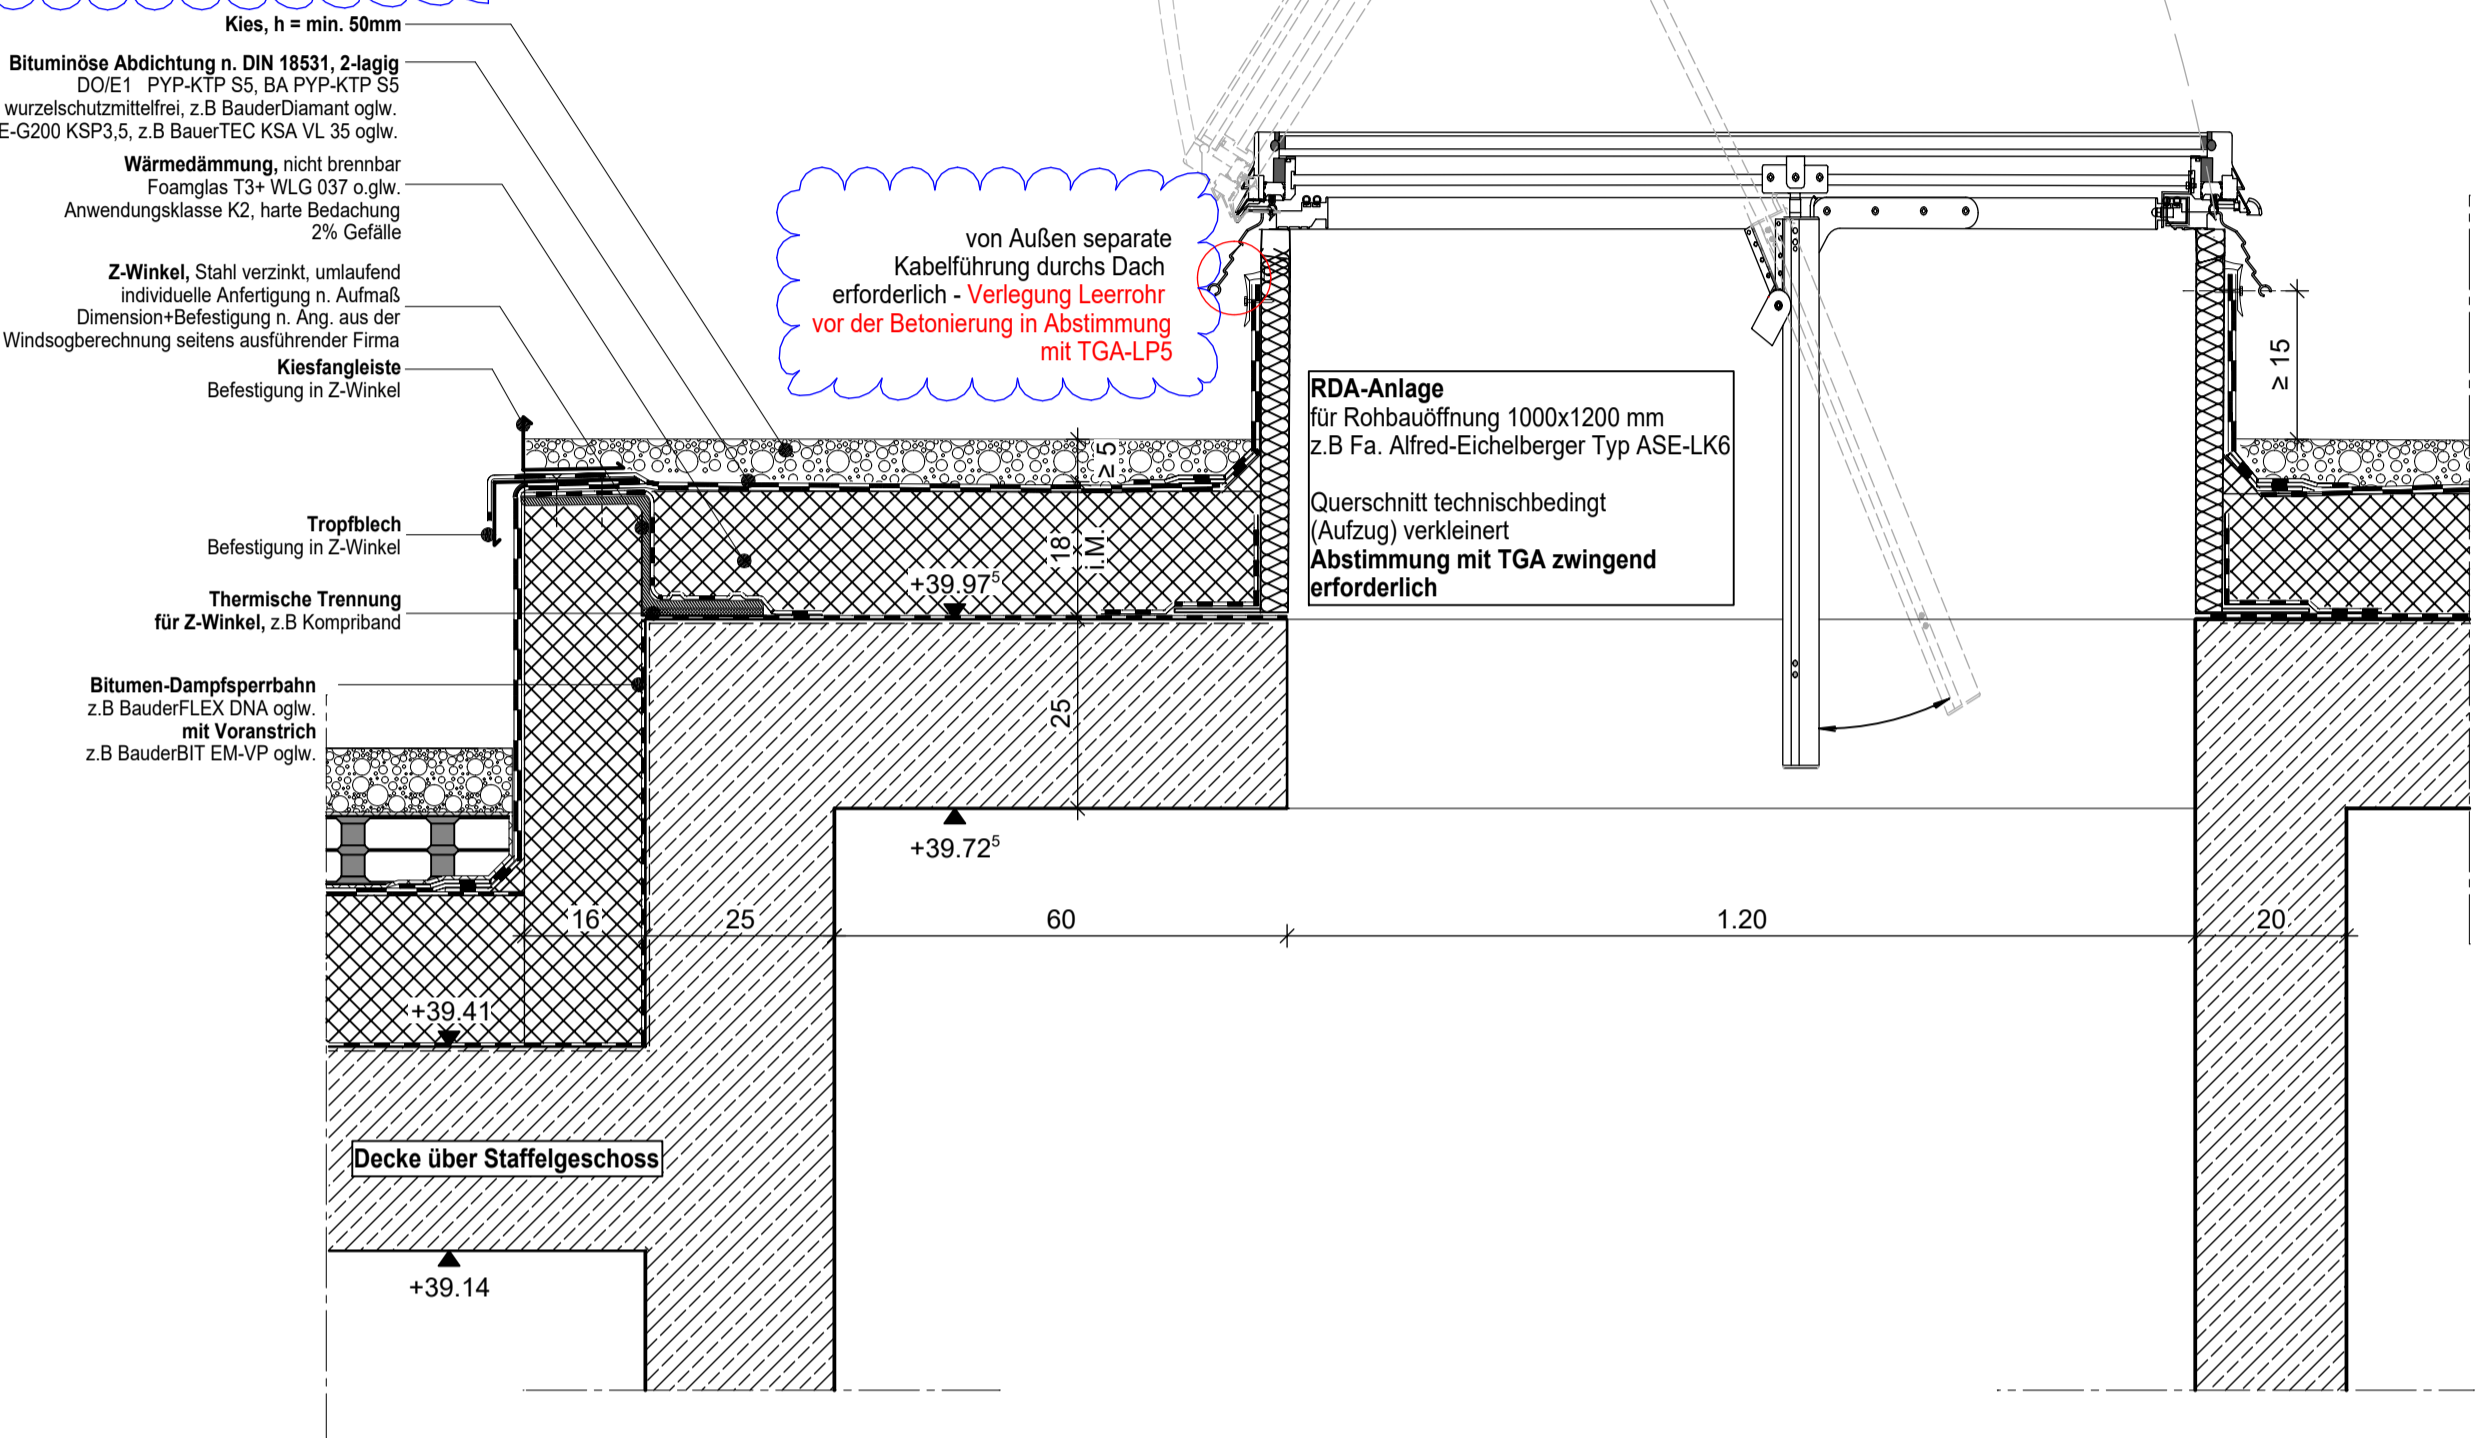 Kies, h = min. 50mm
Bituminöse Abdichtung n. DIN 18531, 2-lagig
DO/E1 PYP-KTP S5, BA PYP-KTP S5
wurzelschutzmittelfrei, z.B BauderDiamant oglw.
E-G200 KSP3,5, z.B BauerTEC KSA VL 35 oglw.
Wärmedämmung, nicht brennbar
Foamglas T3+ WLG 037 o.glw.
Anwendungsklasse K2, harte Bedachung
2% Gefälle
Z-Winkel, Stahl verzinkt, umlaufend
individuelle Anfertigung n. Aufmaß
Dimension+Befestigung n. Ang. aus der
Windsogberechnung seitens ausführender Firma
Kiesfangleiste
Befestigung in Z-Winkel
Tropfblech
Befestigung in Z-Winkel
Thermische Trennung
für Z-Winkel, z.B Kompriband
Bitumen-Dampfsperrbahn
z.B BauderFLEX DNA oglw.
mit Voranstrich
z.B BauderBIT EM-VP oglw.
von Außen separate
Kabelführung durchs Dach
erforderlich - Verlegung Leerrohr
vor der Betonierung in Abstimmung
mit TGA-LP5
RDA-Anlage
für Rohbauöffnung 1000x1200 mm
z.B Fa. Alfred-Eichelberger Typ ASE-LK6
Querschnitt technischbedingt
(Aufzug) verkleinert
Abstimmung mit TGA zwingend
erforderlich
≥ 15
≥ 5
18
i.M.
+39.97⁵
25
+39.72⁵
16
25
60
1.20
20
+39.41
Decke über Staffelgeschoss
+39.14